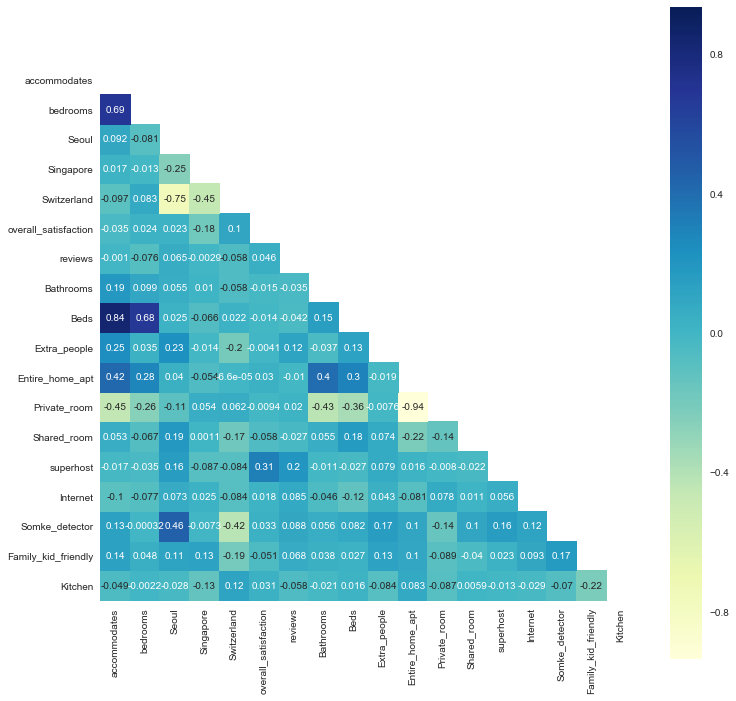 accommodates
bedrooms 0.69
Seoul 0.092 -0.081
Singapore 0.017 -0.013 -0.25
Switzerland -0.097 0.083 -0.75 -0.45
overall_satisfaction -0.035 0.024 0.023 -0.18 0.1
reviews -0.001 -0.076 0.065 -0.0029 -0.058 0.046
Bathrooms 0.19 0.099 0.055 0.01 -0.058 -0.015 -0.035
Beds 0.84 0.68 0.025 -0.066 0.022 -0.014 -0.042 0.15
Extra_people 0.25 0.035 0.23 -0.014 -0.2 -0.0041 0.12 -0.037 0.13
Entire_home_apt 0.42 0.28 0.04 -0.054 -6.6e-05 0.03 -0.01 0.4 0.3 -0.019
Private_room -0.45 -0.26 -0.11 0.054 0.062 -0.0094 0.02 -0.43 -0.36 -0.0076 -0.94
Shared_room 0.053 -0.067 0.19 0.0011 -0.17 -0.058 -0.027 0.055 0.18 0.074 -0.22 -0.14
superhost -0.017 -0.035 0.16 -0.087 -0.084 0.31 0.2 -0.011 -0.027 0.079 0.016 -0.008 -0.022
Internet -0.1 -0.077 0.073 0.025 -0.084 0.018 0.085 -0.046 -0.12 0.043 -0.081 0.078 0.011 0.056
Somke_detector 0.13 -0.00032 0.46 -0.0073 -0.42 0.033 0.088 0.056 0.082 0.17 0.1 -0.14 0.1 0.16 0.12
Family_kid_friendly 0.14 0.048 0.11 0.13 -0.19 -0.051 0.068 0.038 0.027 0.13 0.1 -0.089 -0.04 0.023 0.093 0.17
Kitchen -0.049 -0.0022 -0.028 -0.13 0.12 0.031 -0.058 -0.021 0.016 -0.084 0.083 -0.087 0.0059 -0.013 -0.029 -0.07 -0.22
accommodates
bedrooms
Seoul
Singapore
Switzerland
overall_satisfaction
reviews
Bathrooms
Beds
Extra_people
Entire_home_apt
Private_room
Shared_room
superhost
Internet
Somke_detector
Family_kid_friendly
Kitchen
0.8
0.4
0.0
−0.4
−0.8